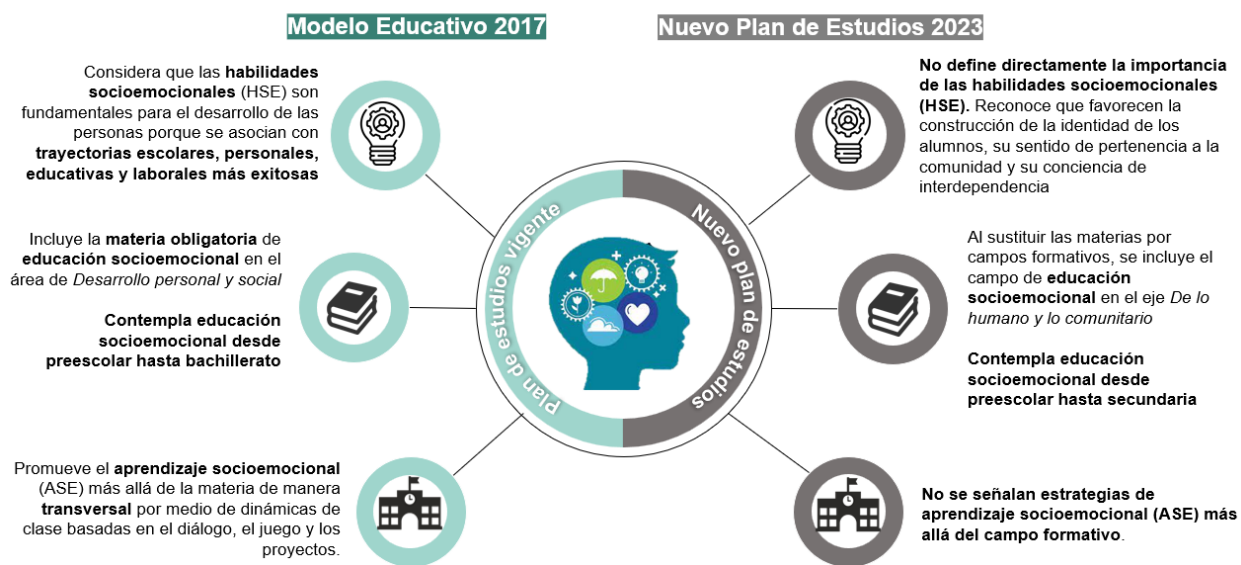 Modelo Educativo 2017
Nuevo Plan de Estudios 2023
Considera que las habilidades
socioemocionales (HSE) son
fundamentales para el desarrollo de las
personas porque se asocian con
trayectorias escolares, personales,
educativas y laborales más exitosas
No define directamente la importancia
de las habilidades socioemocionales
(HSE). Reconoce que favorecen la
construcción de la identidad de los
alumnos, su sentido de pertenencia a la
comunidad y su conciencia de
interdependencia
Incluye la materia obligatoria de
educación socioemocional en el
área de Desarrollo personal y social
Contempla educación
socioemocional desde
preescolar hasta bachillerato
Plan de estudios vigente
Nuevo plan de estudios
Al sustituir las materias por
campos formativos, se incluye el
campo de educación
socioemocional en el eje De lo
humano y lo comunitario
Contempla educación
socioemocional desde
preescolar hasta secundaria
Promueve el aprendizaje socioemocional
(ASE) más allá de la materia de manera
transversal por medio de dinámicas de
clase basadas en el diálogo, el juego y los
proyectos.
No se señalan estrategias de
aprendizaje socioemocional (ASE) más
allá del campo formativo.